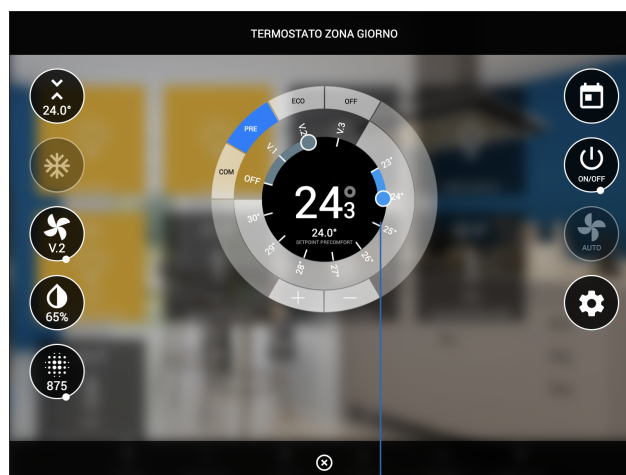 TERMOSTATO ZONA GIORNO
24.0°
V.2
65%
875
COM
PRE
ECO
OFF
OFF
V.1
V.2
V.3
23°
24°
25°
26°
27°
28°
29°
30°
24°3
24.0°
SETPOINT PRECOMFORT
+
−
ON/OFF
AUTO